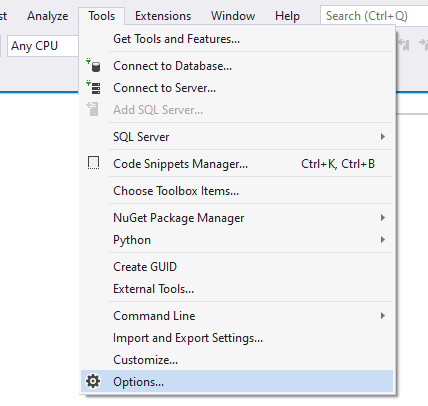 st Analyze Tools Extensions Window Help Search (Ctrl+Q)
Any CPU
Get Tools and Features...
Connect to Database...
Connect to Server...
Add SQL Server...
SQL Server
Code Snippets Manager... Ctrl+K, Ctrl+B
Choose Toolbox Items...
NuGet Package Manager
Python
Create GUID
External Tools...
Command Line
Import and Export Settings...
Customize...
Options...